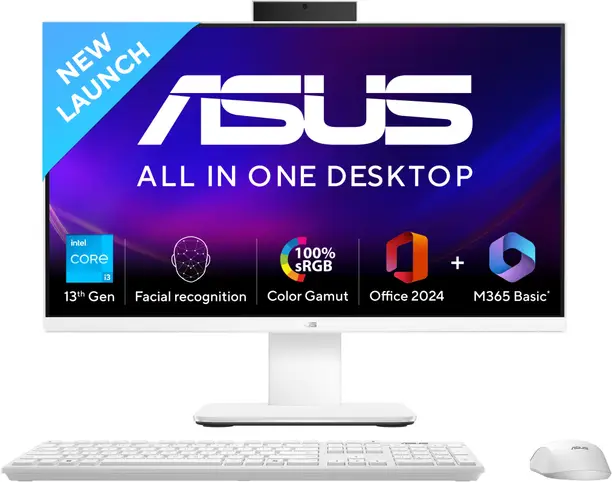 NEW
LAUNCH
ASUS
ALL IN ONE DESKTOP
intel
CORE
i3
100%
sRGB
+
13th Gen
Facial recognition
Color Gamut
Office 2024
M365 Basic*
ASUS